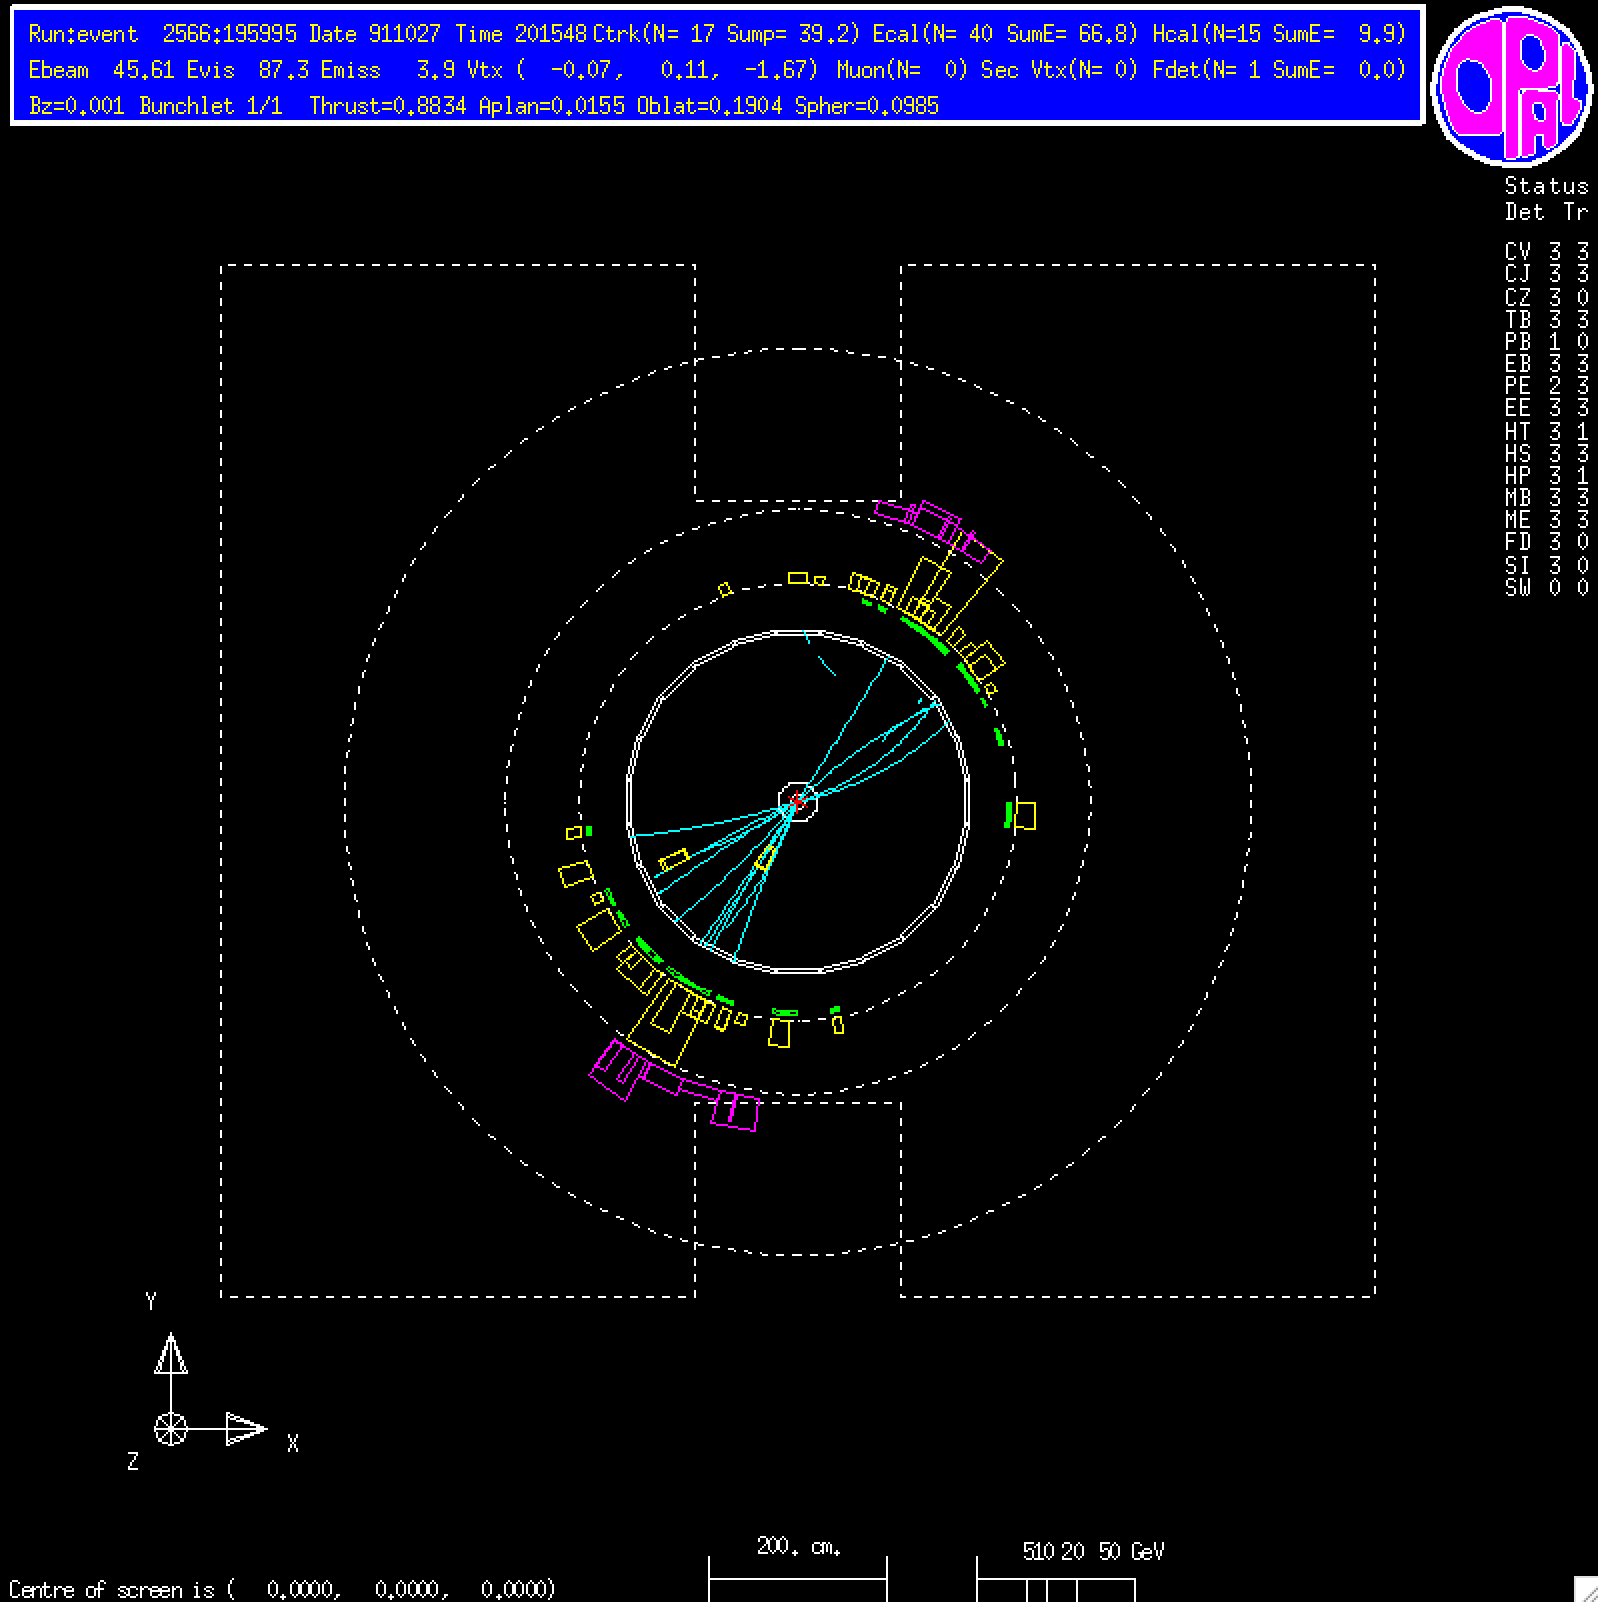 Run:event 2566:195995 Date 911027 Time 201548 Ctrk(N= 17 Sump= 39.2) Ecal(N= 40 SumE= 66.8) Hcal(N=15 SumE= 9.9)
Ebeam 45.61 Evis 87.3 Emiss 3.9 Vtx ( -0.07, 0.11, -1.67) Muon(N= 0) Sec Vtx(N= 0) Fdet(N= 1 SumE= 0.0)
Bz=0.001 Bunchlet 1/1 Thrust=0.8834 Aplan=0.0155 Oblat=0.1904 Spher=0.0985
OPAL
Status
Det Tr
CV 3 3
CJ 3 3
CZ 3 0
TB 3 3
PB 1 0
EB 3 3
PE 2 3
EE 3 3
HT 3 1
HS 3 3
HP 3 1
MB 3 3
ME 3 3
FD 3 0
SI 3 0
SW 0 0
Y
X
Z
200. cm.
5 10 20 50 GeV
Centre of screen is ( 0.0000, 0.0000, 0.0000)